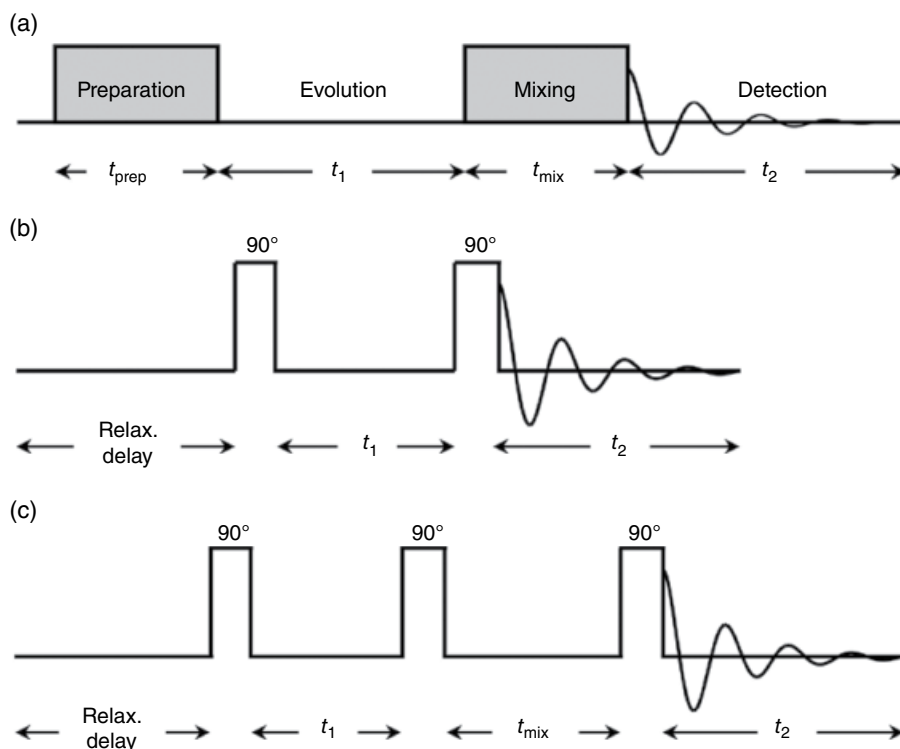 (a)
Preparation Evolution Mixing Detection
tprep t1 tmix t2
(b)
90° 90°
Relax.
delay
t1 t2
(c)
90° 90° 90°
Relax.
delay
t1 tmix t2